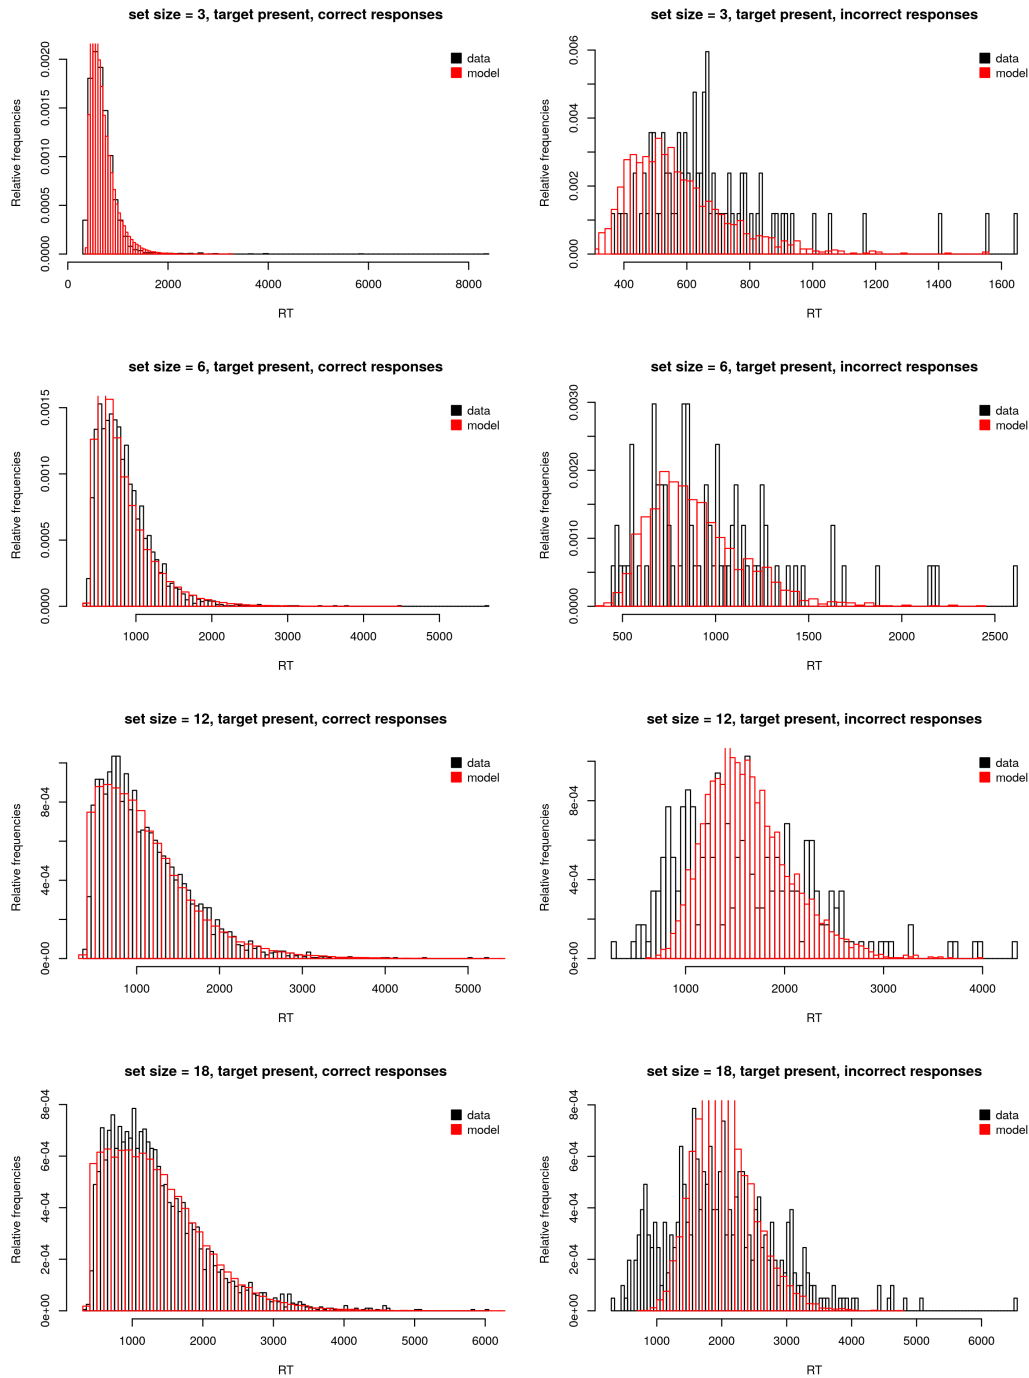 set size = 3, target present, correct responses
Relative frequencies
0.0000 0.0005 0.0010 0.0015 0.0020
data
model
0 2000 4000 6000 8000
RT
set size = 3, target present, incorrect responses
Relative frequencies
0.000 0.002 0.004 0.006
data
model
400 600 800 1000 1200 1400 1600
RT
set size = 6, target present, correct responses
Relative frequencies
0.0000 0.0005 0.0010 0.0015
data
model
1000 2000 3000 4000 5000
RT
set size = 6, target present, incorrect responses
Relative frequencies
0.0000 0.0010 0.0020 0.0030
data
model
500 1000 1500 2000 2500
RT
set size = 12, target present, correct responses
Relative frequencies
0e+00 4e-04 8e-04
data
model
1000 2000 3000 4000 5000
RT
set size = 12, target present, incorrect responses
Relative frequencies
0e+00 4e-04 8e-04
data
model
1000 2000 3000 4000
RT
set size = 18, target present, correct responses
Relative frequencies
0e+00 2e-04 4e-04 6e-04 8e-04
data
model
1000 2000 3000 4000 5000 6000
RT
set size = 18, target present, incorrect responses
Relative frequencies
0e+00 2e-04 4e-04 6e-04 8e-04
data
model
1000 2000 3000 4000 5000 6000
RT